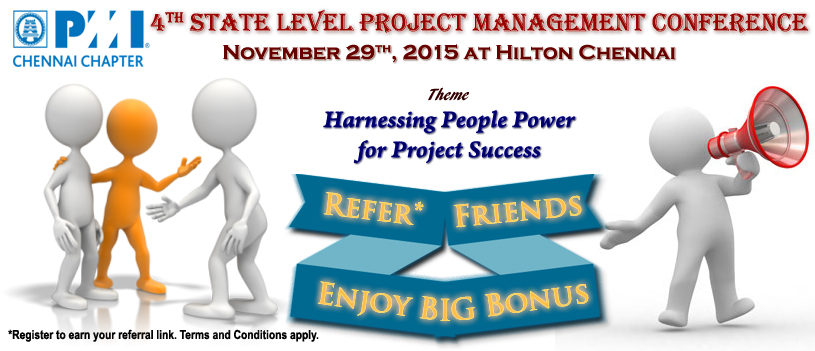 PMI®
CHENNAI CHAPTER
4TH STATE LEVEL PROJECT MANAGEMENT CONFERENCE
NOVEMBER 29TH, 2015 AT HILTON CHENNAI
Theme
Harnessing People Power
for Project Success
REFER* FRIENDS
ENJOY BIG BONUS
*Register to earn your referral link. Terms and Conditions apply.